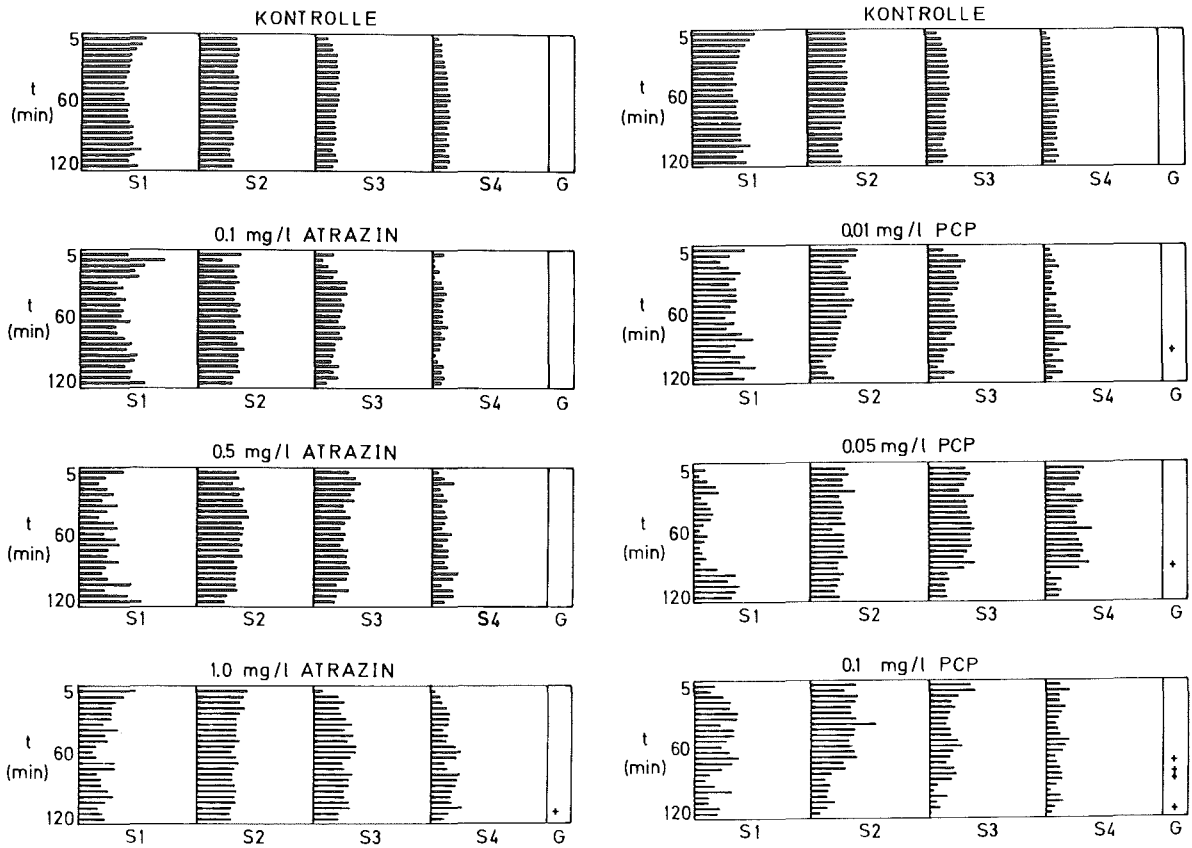 KONTROLLE
5
t
60
(min)
120
S1 S2 S3 S4 G
0.1 mg/l ATRAZIN
5
t
60
(min)
120
S1 S2 S3 S4 G
0.5 mg/l ATRAZIN
5
t
60
(min)
120
S1 S2 S3 S4 G
1.0 mg/l ATRAZIN
5
t
60
(min)
120
S1 S2 S3 S4 G
KONTROLLE
5
t
60
(min)
120
S1 S2 S3 S4 G
0.01 mg/l PCP
5
t
60
(min)
120
S1 S2 S3 S4 G
0.05 mg/l PCP
5
t
60
(min)
120
S1 S2 S3 S4 G
0.1 mg/l PCP
5
t
60
(min)
120
S1 S2 S3 S4 G